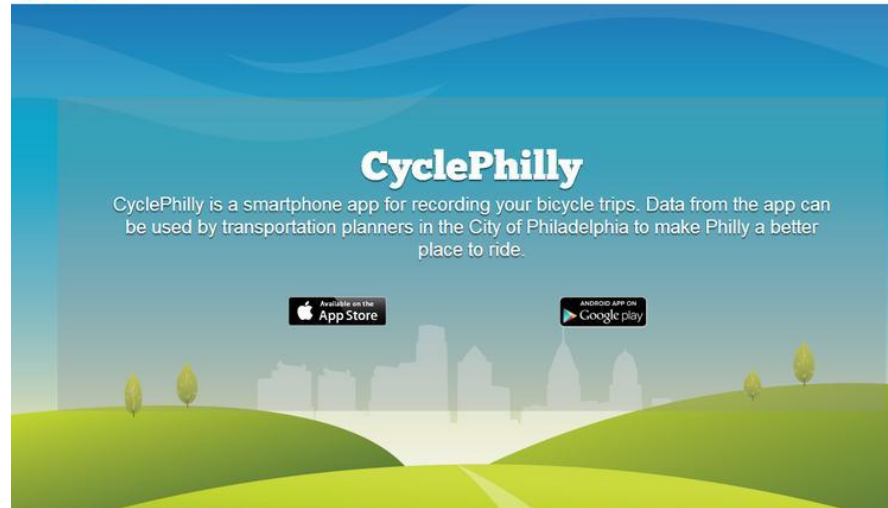 CyclePhilly
CyclePhilly is a smartphone app for recording your bicycle trips. Data from the app can
be used by transportation planners in the City of Philadelphia to make Philly a better
place to ride.
Available on the
App Store
ANDROID APP ON
Google play